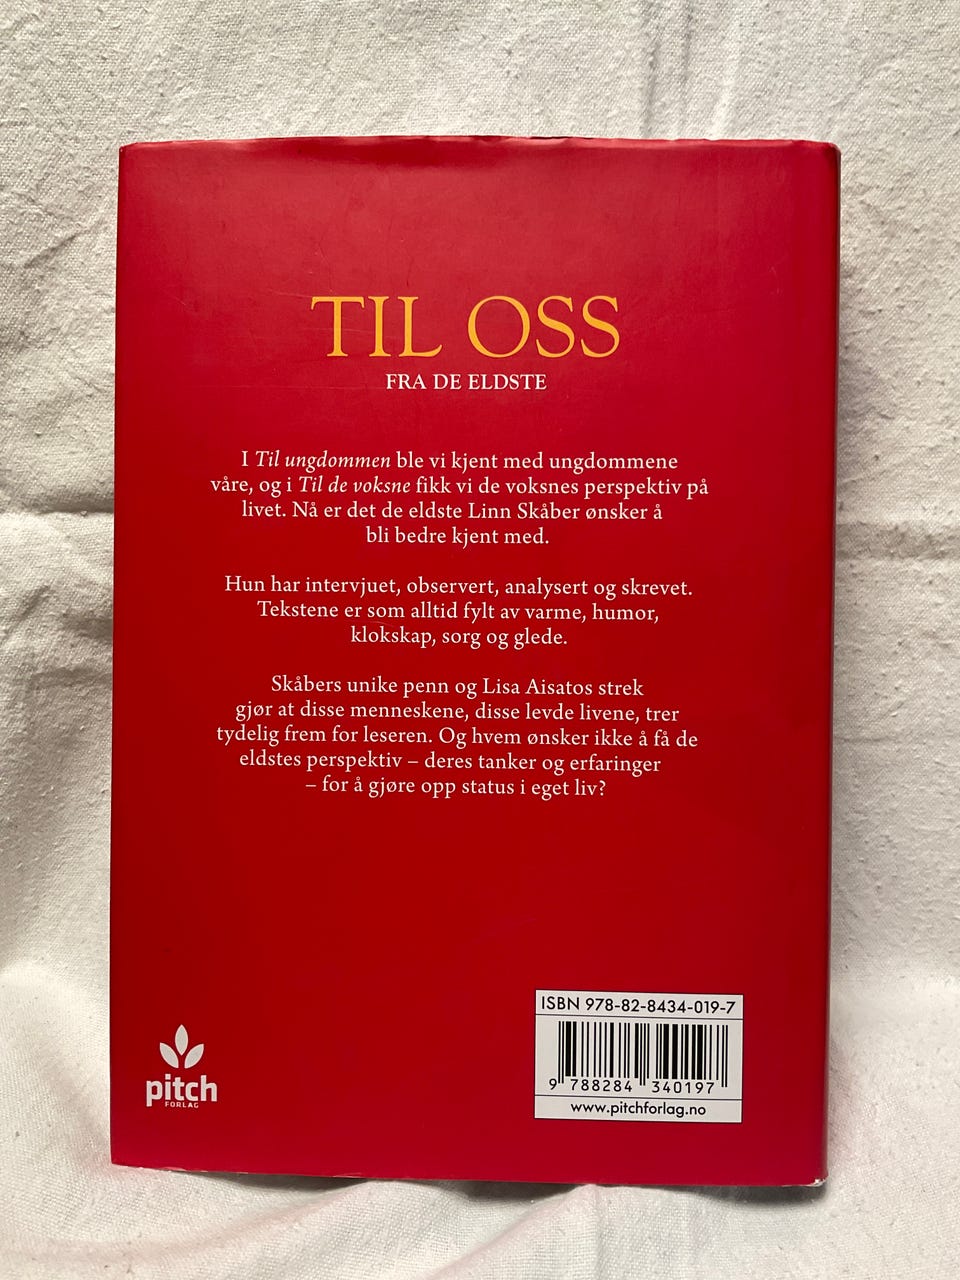 TIL OSS
FRA DE ELDSTE
I Til ungdommen ble vi kjent med ungdommene
våre, og i Til de voksne fikk vi de voksnes perspektiv på
livet. Nå er det de eldste Linn Skåber ønsker å
bli bedre kjent med.
Hun har intervjuet, observert, analysert og skrevet.
Tekstene er som alltid fylt av varme, humor,
klokskap, sorg og glede.
Skåbers unike penn og Lisa Aisatos strek
gjør at disse menneskene, disse levde livene, trer
tydelig frem for leseren. Og hvem ønsker ikke å få de
eldstes perspektiv – deres tanker og erfaringer
– for å gjøre opp status i eget liv?
pitch
FORLAG
ISBN 978-82-8434-019-7
9 788284 340197
www.pitchforlag.no